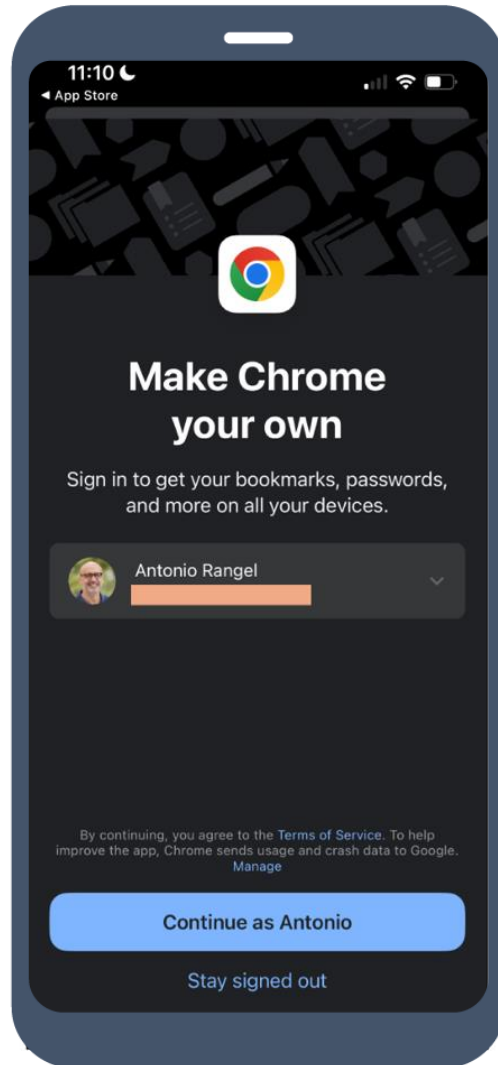 11:10
◀ App Store
Make Chrome
your own
Sign in to get your bookmarks, passwords,
and more on all your devices.
Antonio Rangel
By continuing, you agree to the Terms of Service. To help
improve the app, Chrome sends usage and crash data to Google.
Manage
Continue as Antonio
Stay signed out